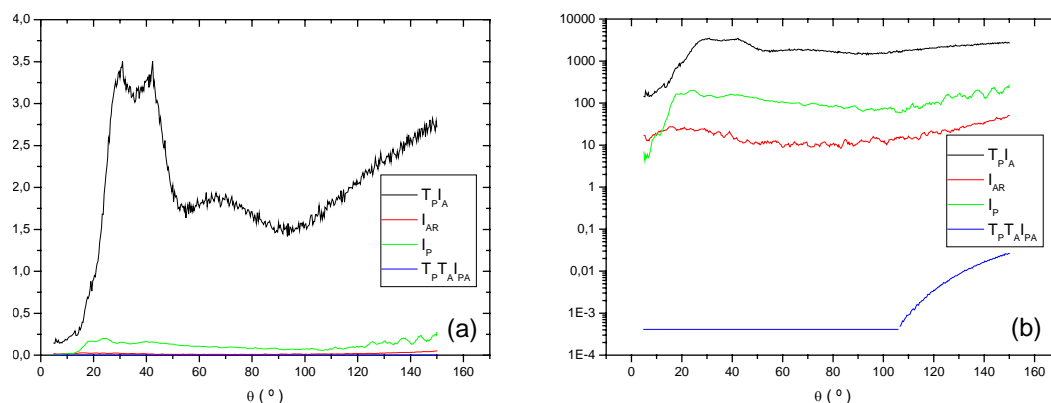 4,0
3,5
3,0
2,5
2,0
1,5
1,0
0,5
0,0
0 20 40 60 80 100 120 140 160
θ ( º )
T_P I_A
I_AR
I_P
T_P T_A I_PA
(a)
10000
1000
100
10
1
0,1
0,01
1E-3
1E-4
0 20 40 60 80 100 120 140 160
θ ( º )
T_P I_A
I_AR
I_P
T_P T_A I_PA
(b)